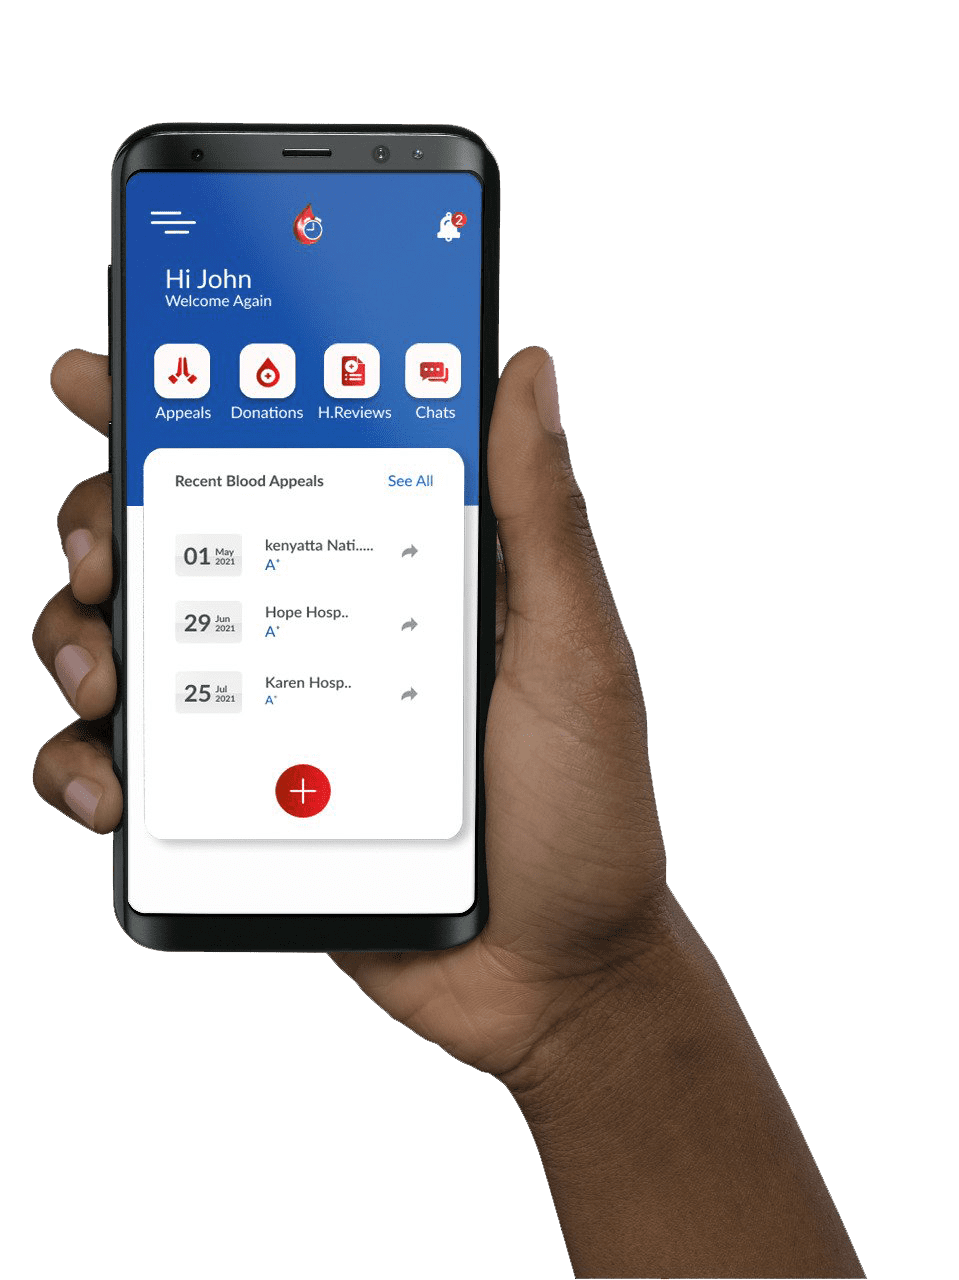 2
Hi John
Welcome Again
Appeals Donations H.Reviews Chats
Recent Blood Appeals See All
01 May 2021
kenyatta Nati.....
A+
29 Jun 2021
Hope Hosp..
A+
25 Jul 2021
Karen Hosp..
A+